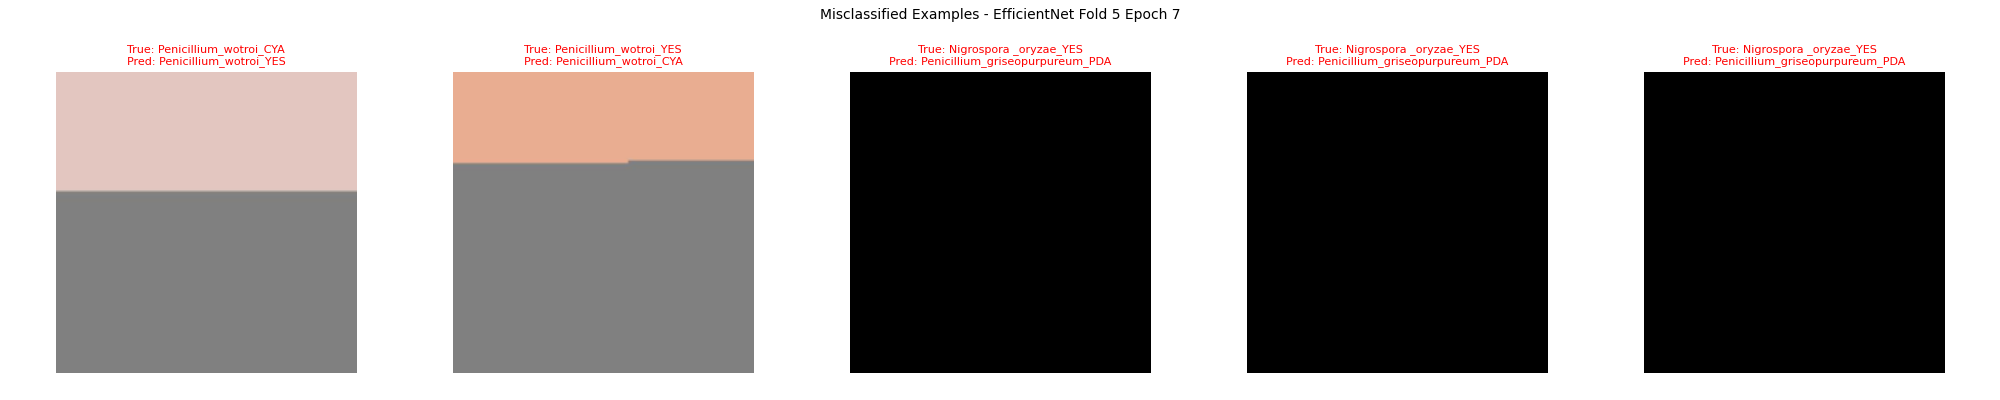 Misclassified Examples - EfficientNet Fold 5 Epoch 7
True: Penicillium_wotroi_CYA
Pred: Penicillium_wotroi_YES
True: Penicillium_wotroi_YES
Pred: Penicillium_wotroi_CYA
True: Nigrospora _oryzae_YES
Pred: Penicillium_griseopurpureum_PDA
True: Nigrospora _oryzae_YES
Pred: Penicillium_griseopurpureum_PDA
True: Nigrospora _oryzae_YES
Pred: Penicillium_griseopurpureum_PDA